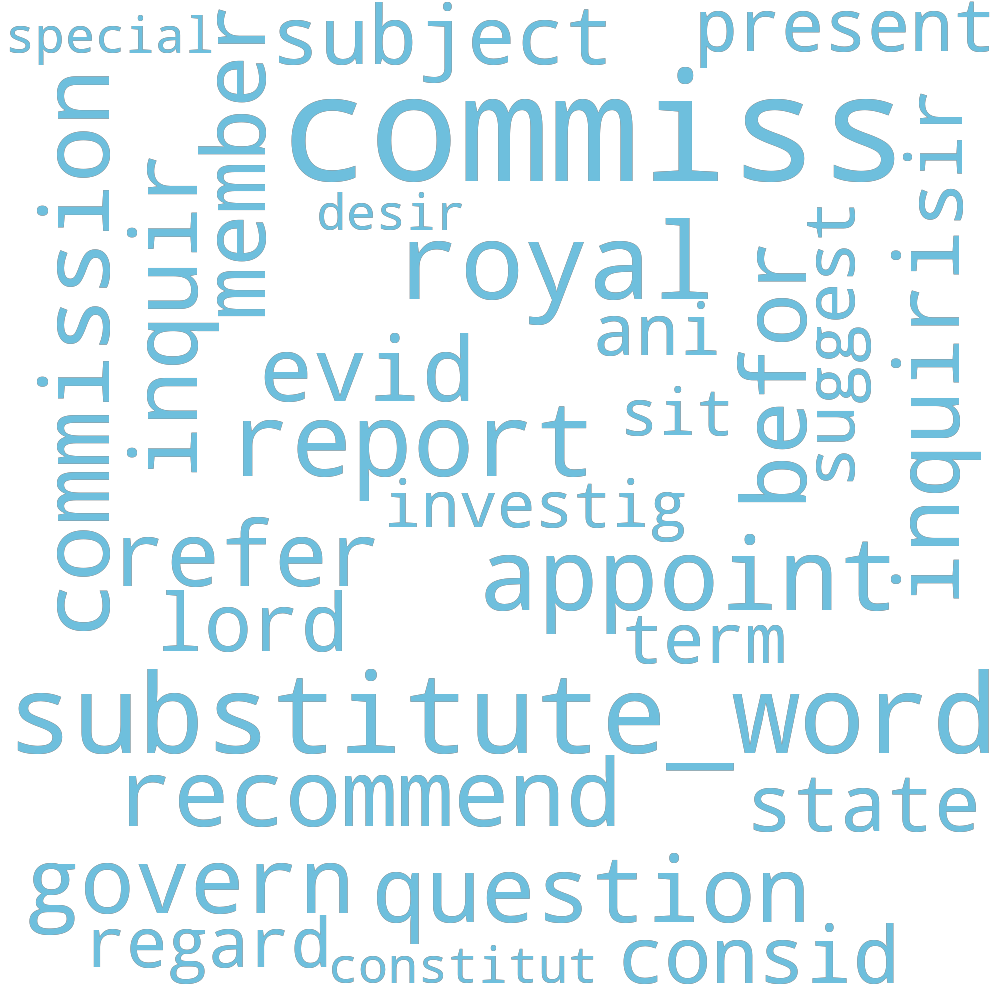 special
subject
present
member
commiss
commission
inquir
desir
royal
inquirisir
suggest
befor
ani
evid
sit
report
investig
refer
appoint
lord
term
substitute_word
recommend
state
govern
question
regard
constitut
consid